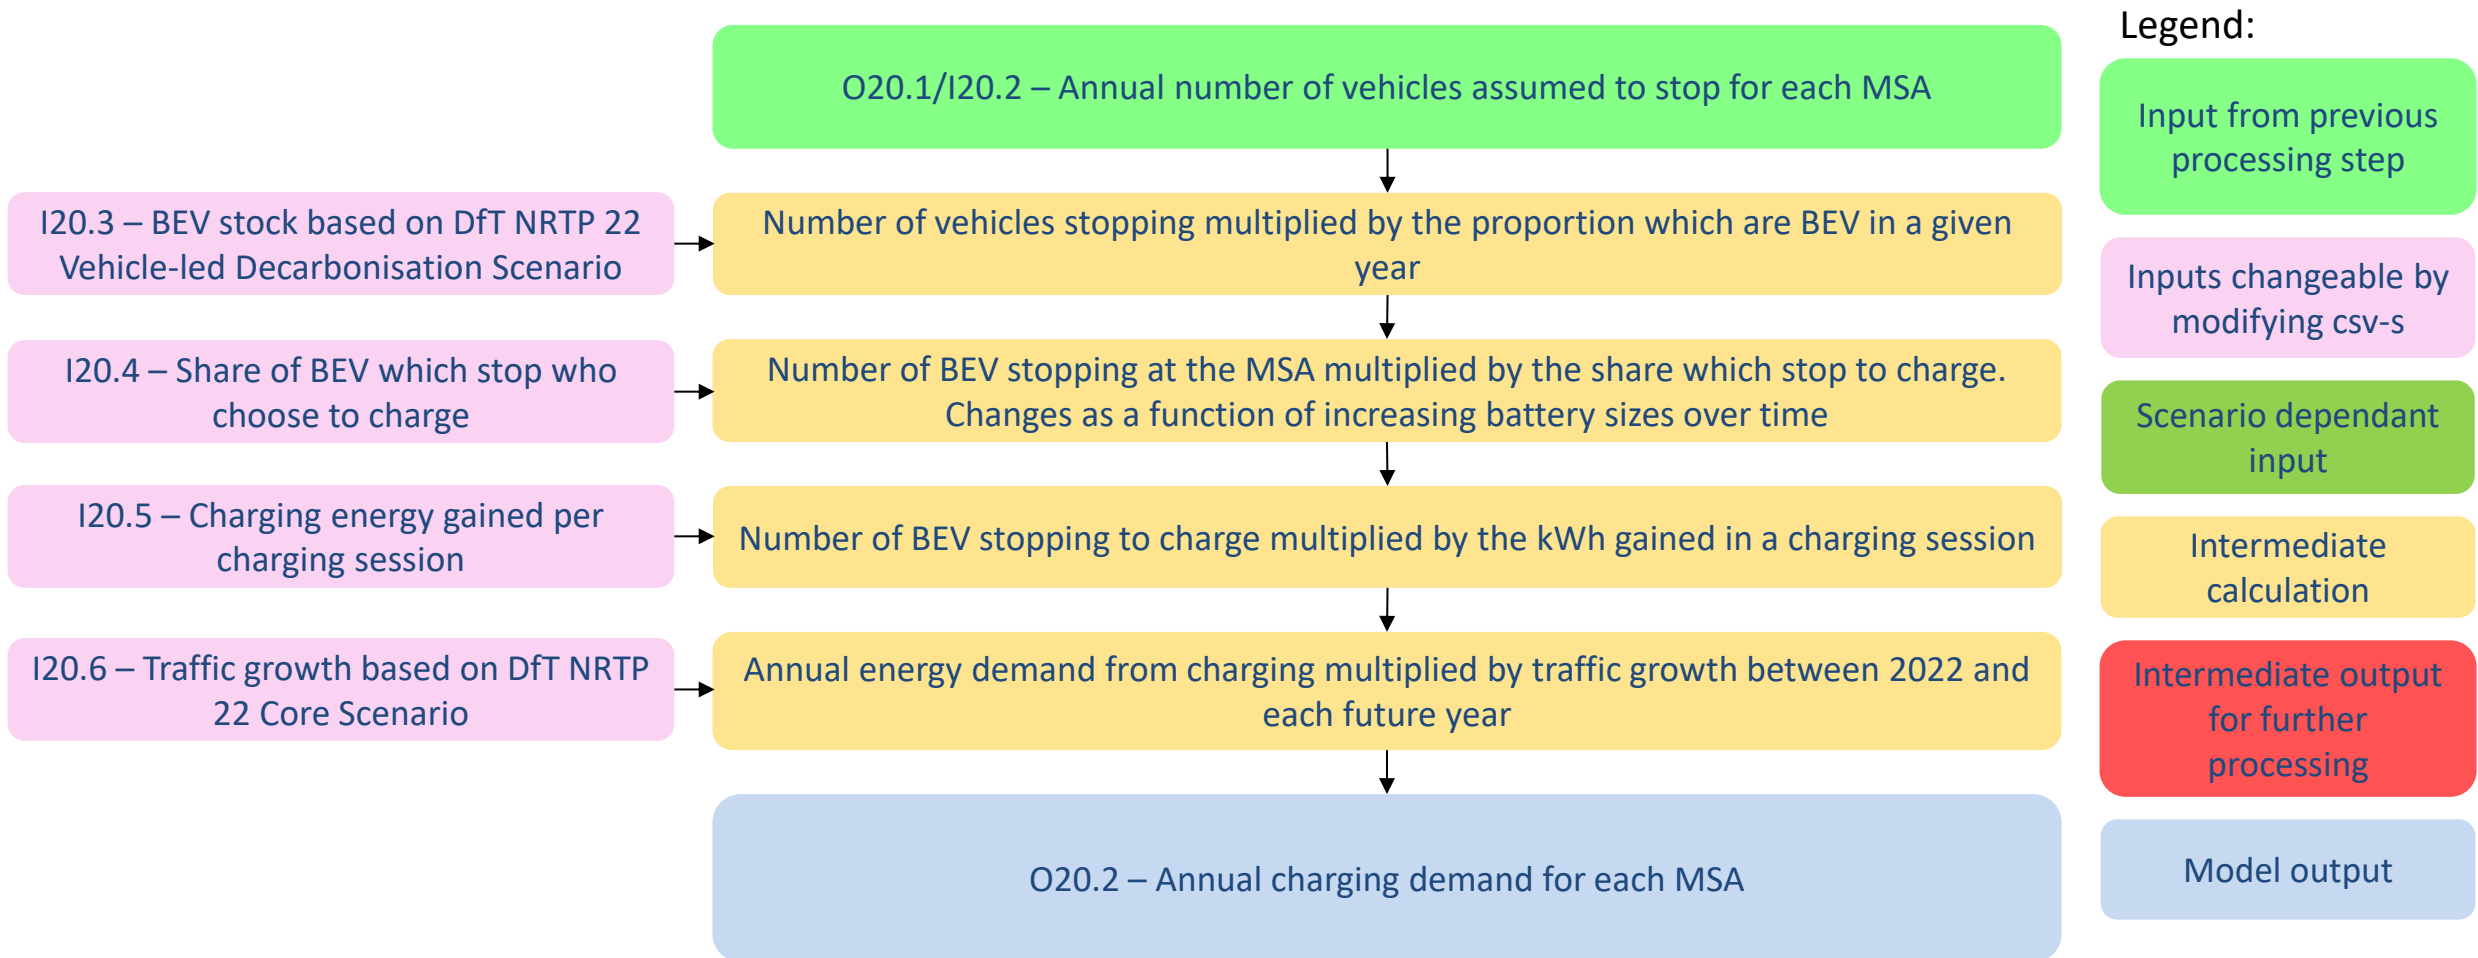 O20.1/I20.2 – Annual number of vehicles assumed to stop for each MSA
I20.3 – BEV stock based on DfT NRTP 22
Vehicle-led Decarbonisation Scenario
Number of vehicles stopping multiplied by the proportion which are BEV in a given
year
I20.4 – Share of BEV which stop who
choose to charge
Number of BEV stopping at the MSA multiplied by the share which stop to charge.
Changes as a function of increasing battery sizes over time
I20.5 – Charging energy gained per
charging session
Number of BEV stopping to charge multiplied by the kWh gained in a charging session
I20.6 – Traffic growth based on DfT NRTP
22 Core Scenario
Annual energy demand from charging multiplied by traffic growth between 2022 and
each future year
O20.2 – Annual charging demand for each MSA
Legend:
Input from previous
processing step
Inputs changeable by
modifying csv-s
Scenario dependant
input
Intermediate
calculation
Intermediate output
for further
processing
Model output